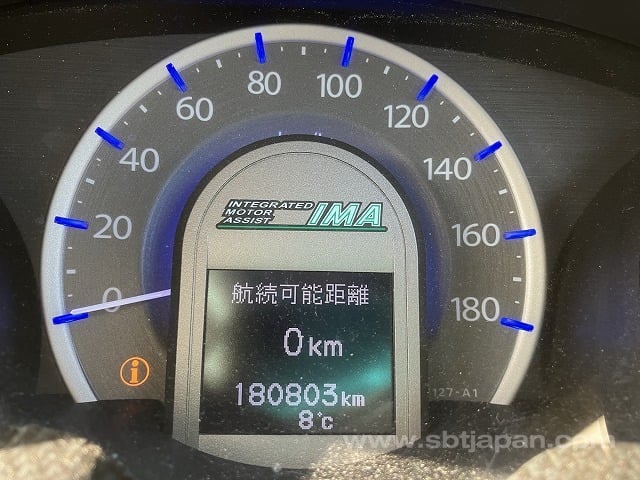 0
20
40
60
80
100
120
140
160
180
INTEGRATED
MOTOR
ASSIST
IMA
航続可能距離
0km
180803km
8℃
127-A1
www.sbtjapan.com